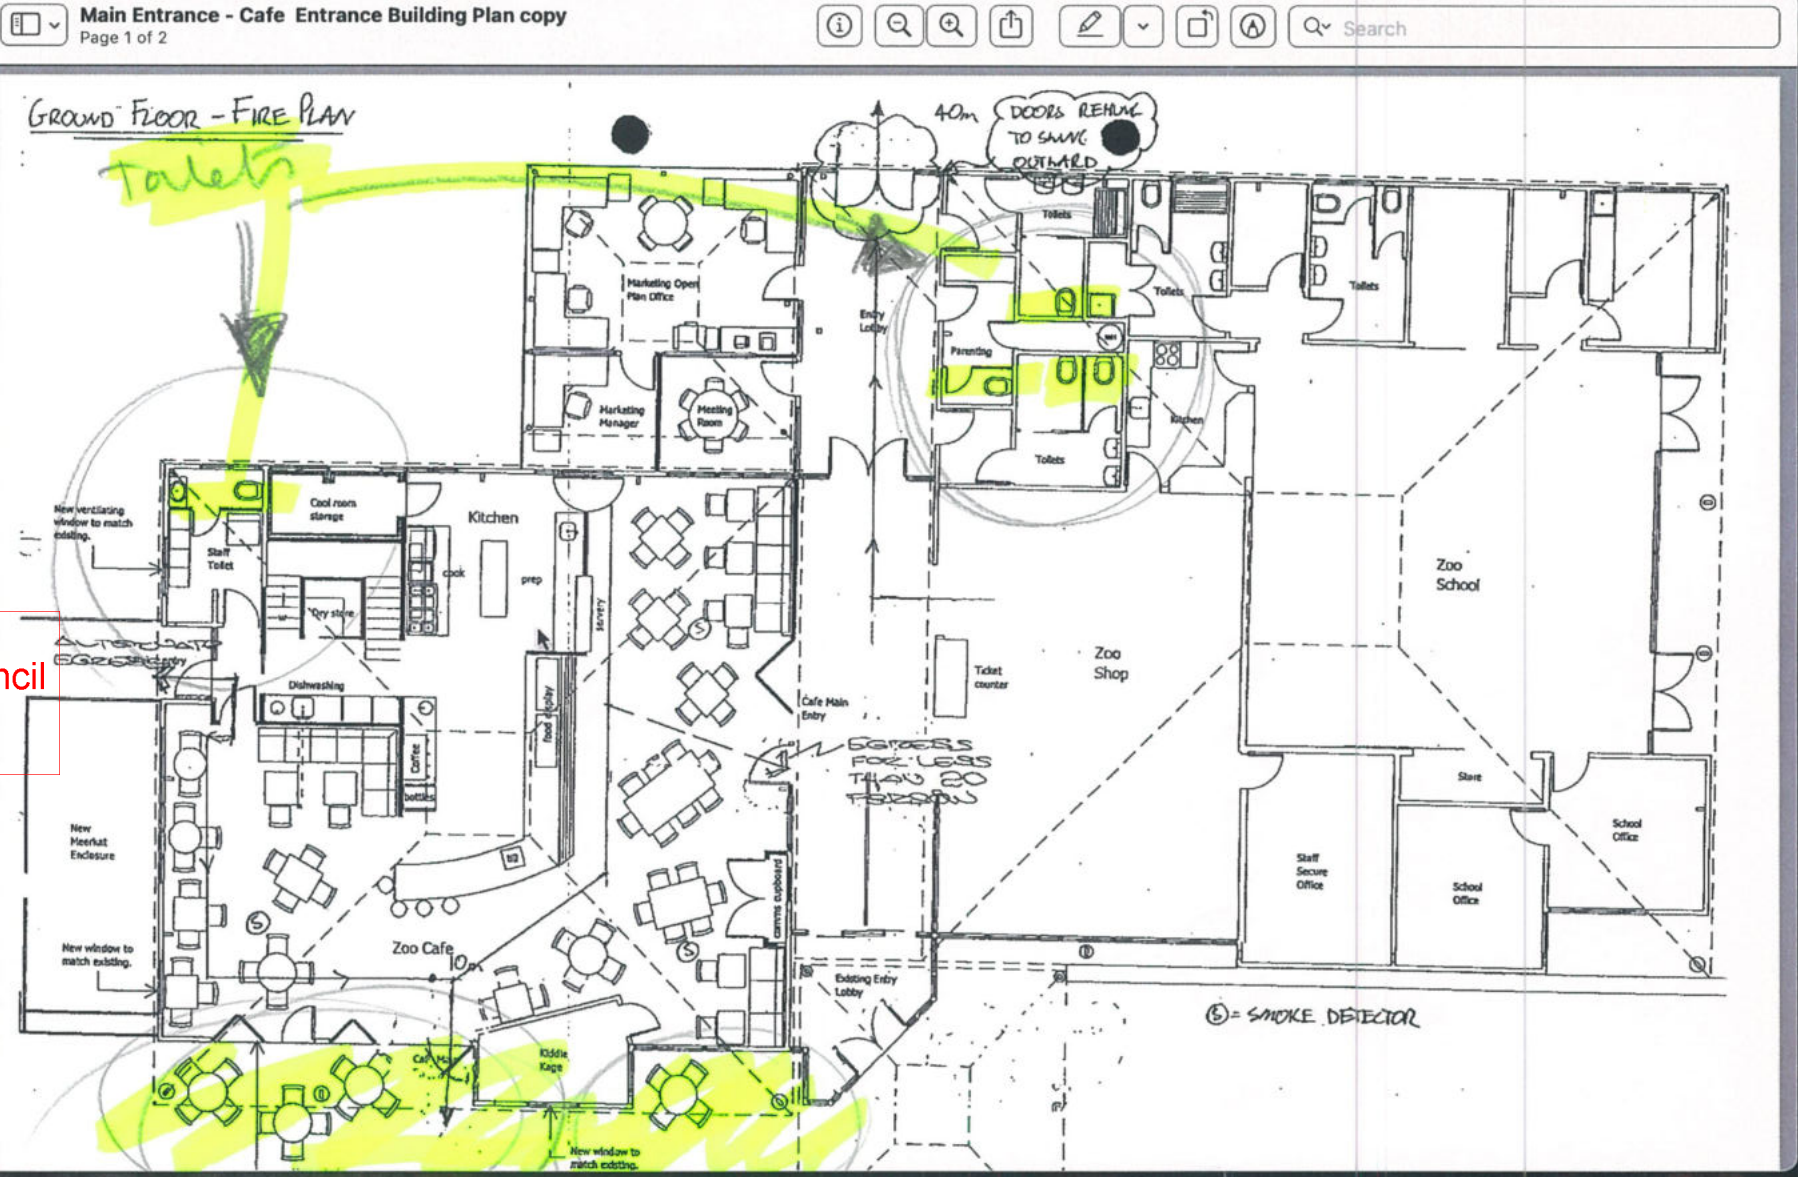 Main Entrance - Cafe Entrance Building Plan copy
Page 1 of 2
Search
GROUND FLOOR - FIRE PLAN
Toilets
40m
DOORS REHUNG
TO SWING
OUTWARD
Toilets
Marketing Open
Plan Office
Toilets
Toilets
Entry
Lobby
Parenting
Marketing
Manager
Meeting
Room
Kitchen
Toilets
New ventilating
window to match
existing.
Cool room
storage
Kitchen
Staff
Toilet
cook
prep
Dry store
servery
Zoo
School
ALTERNATE
EGRESS
entry
ncil
Zoo
Shop
Ticket
counter
Dishwashing
food display
Cafe Main
Entry
Coffee
bottles
EGRESS
FOR LESS
THAN 20
PERSON
Store
New
Meerkat
Enclosure
School
Office
Staff
Secure
Office
School
Office
canvas cupboard
New window to
match existing.
Zoo Cafe
Existing Entry
Lobby
S = SMOKE DETECTOR
Kiddie
Kage
New window to
match existing.